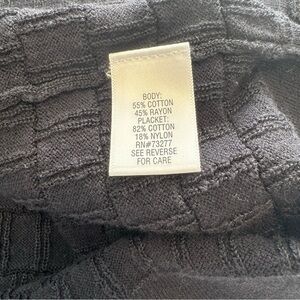 BODY:
55% COTTON
45% RAYON
PLACKET:
82% COTTON
18% NYLON
RN#73277
SEE REVERSE
FOR CARE